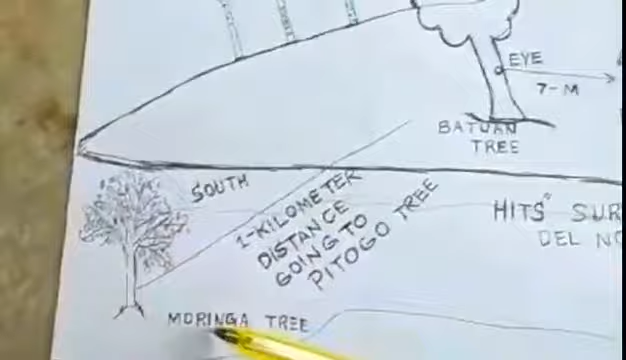 EYE
7-M
BATUAN
TREE
SOUTH
1-KILOMETER
DISTANCE
GOING TO
PITOGO TREE
HITS" SUR
DEL NO
MORINGA TREE